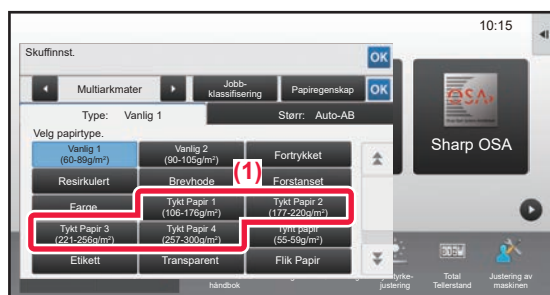 10:15
Skuffinnst.
OK
Multiarkmater
Jobb-
klassifisering
Papiregenskap
OK
Type: Vanlig 1
Størr: Auto-AB
Velg papirtype.
Vanlig 1
(60-89g/m²)
Vanlig 2
(90-105g/m²)
Fortrykket
Resirkulert
Brevhode
(1)
Forstanset
Farge
Tykt Papir 1
(106-176g/m²)
Tykt Papir 2
(177-220g/m²)
Tykt Papir 3
(221-256g/m²)
Tykt Papir 4
(257-300g/m²)
Tynt papir
(55-59g/m²)
Etikett
Transparent
Flik Papir
OSA
Sharp OSA
håndbok
justering
Total
Tellerstand
Justering av
maskinen